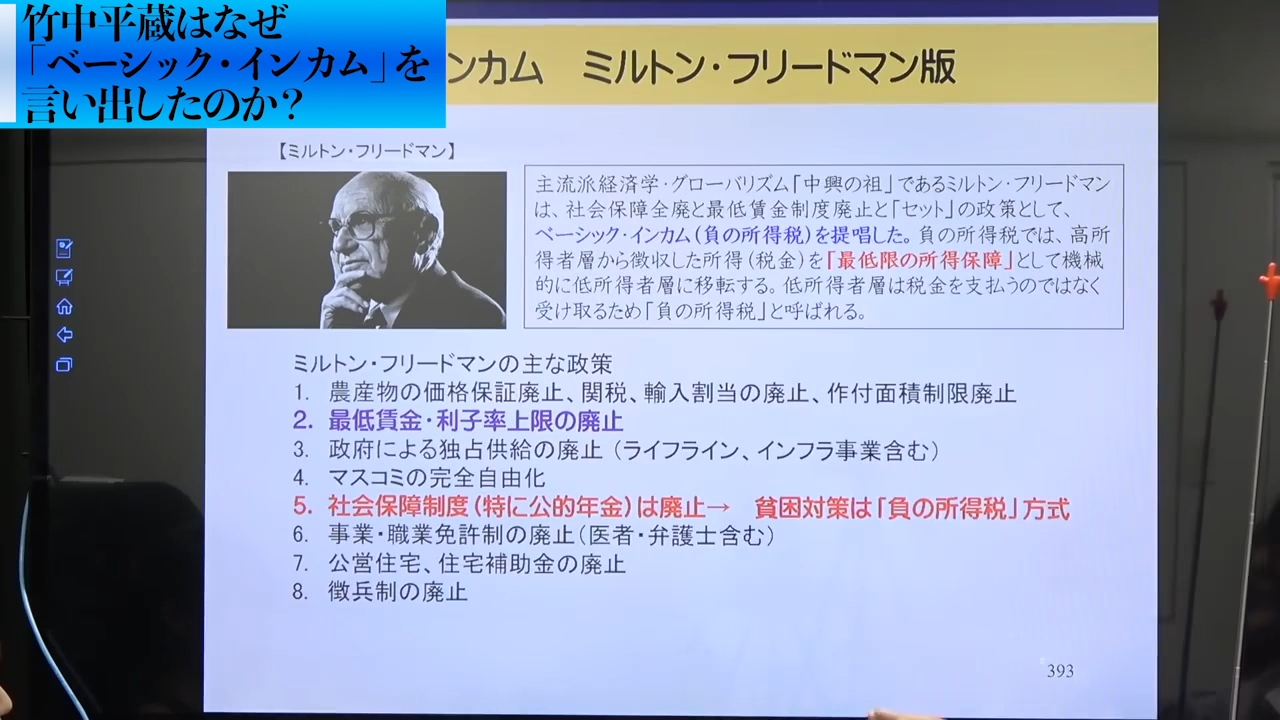 竹中平蔵はなぜ
「ベーシック・インカム」を
言い出したのか?
ンカム ミルトン・フリードマン版
【ミルトン・フリードマン】
主流派経済学・グローバリズム「中興の祖」であるミルトン・フリードマン
は、社会保障全廃と最低賃金制度廃止と「セット」の政策として、
ベーシック・インカム(負の所得税)を提唱した。負の所得税では、高所
得者層から徴収した所得(税金)を「最低限の所得保障」として機械
的に低所得者層に移転する。低所得者層は税金を支払うのではなく
受け取るため「負の所得税」と呼ばれる。
ミルトン・フリードマンの主な政策
1. 農産物の価格保証廃止、関税、輸入割当の廃止、作付面積制限廃止
2. 最低賃金・利子率上限の廃止
3. 政府による独占供給の廃止(ライフライン、インフラ事業含む)
4. マスコミの完全自由化
5. 社会保障制度(特に公的年金)は廃止→ 貧困対策は「負の所得税」方式
6. 事業・職業免許制の廃止(医者・弁護士含む)
7. 公営住宅、住宅補助金の廃止
8. 徴兵制の廃止
393